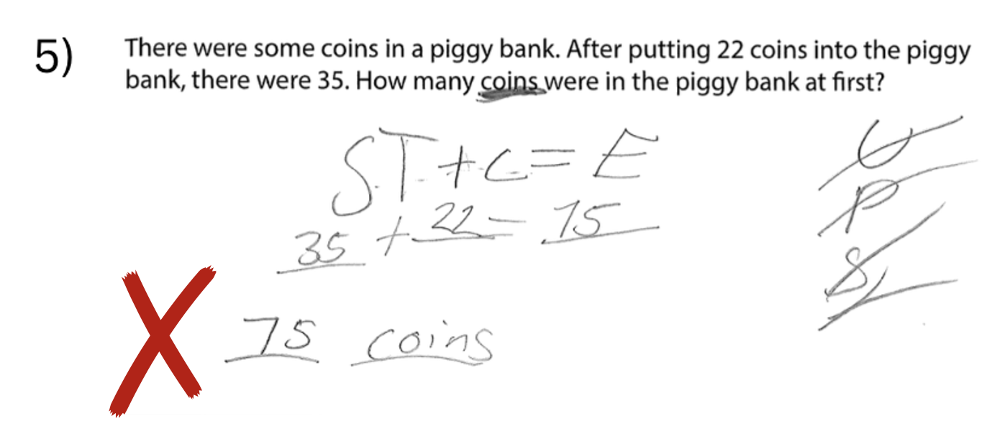 5) There were some coins in a piggy bank. After putting 22 coins into the piggy
bank, there were 35. How many coins were in the piggy bank at first?
ST + C = E
35 + 22 = 75
75 coins
U
P
S